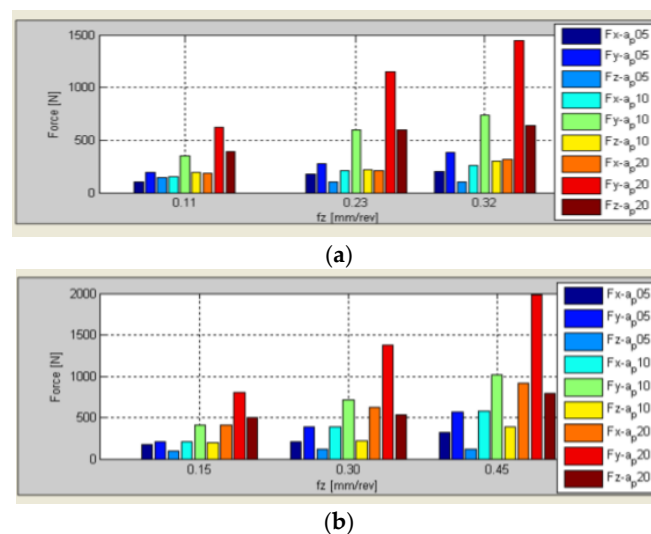 1500
1000
500
0
Force [N]
0.11
0.23
0.32
fz [mm/rev]
Fx-ap05
Fy-ap05
Fz-ap05
Fx-ap10
Fy-ap10
Fz-ap10
Fx-ap20
Fy-ap20
Fz-ap20
(a)
2000
1500
1000
500
0
Force [N]
0.15
0.30
0.45
fz [mm/rev]
Fx-ap05
Fy-ap05
Fz-ap05
Fx-ap10
Fy-ap10
Fz-ap10
Fx-ap20
Fy-ap20
Fz-ap20
(b)